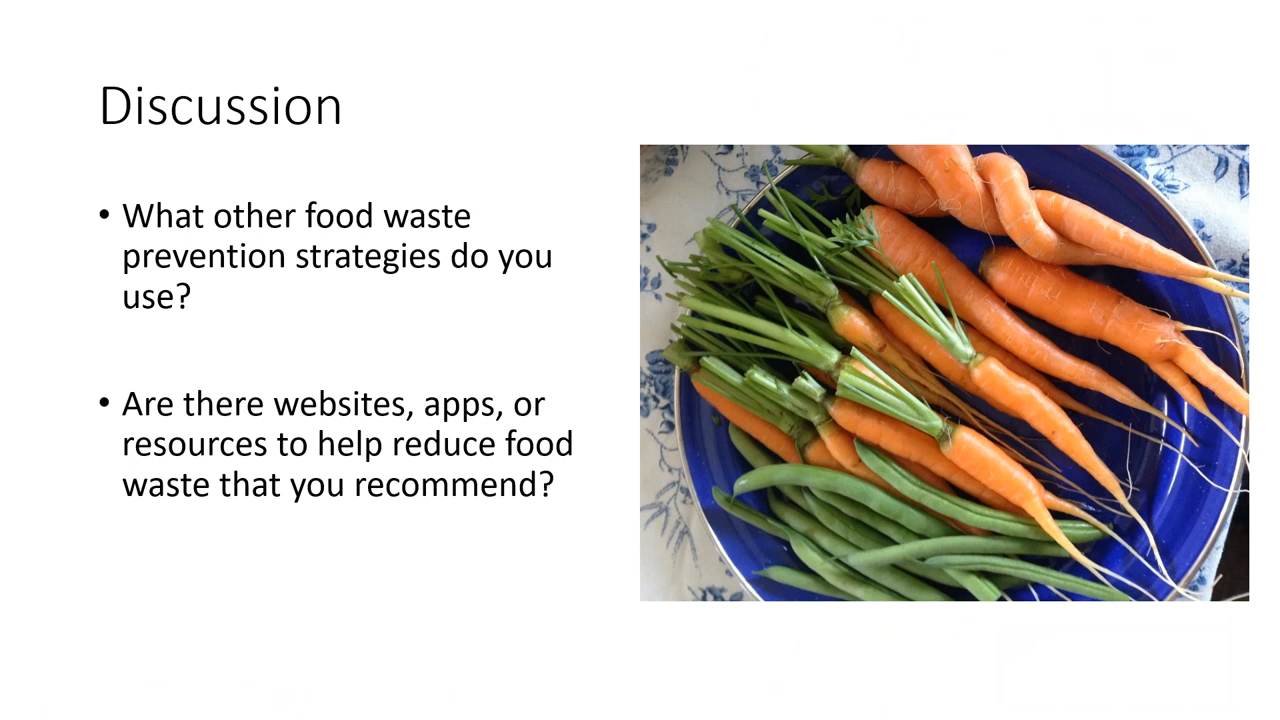 Discussion
• What other food waste
prevention strategies do you
use?
• Are there websites, apps, or
resources to help reduce food
waste that you recommend?